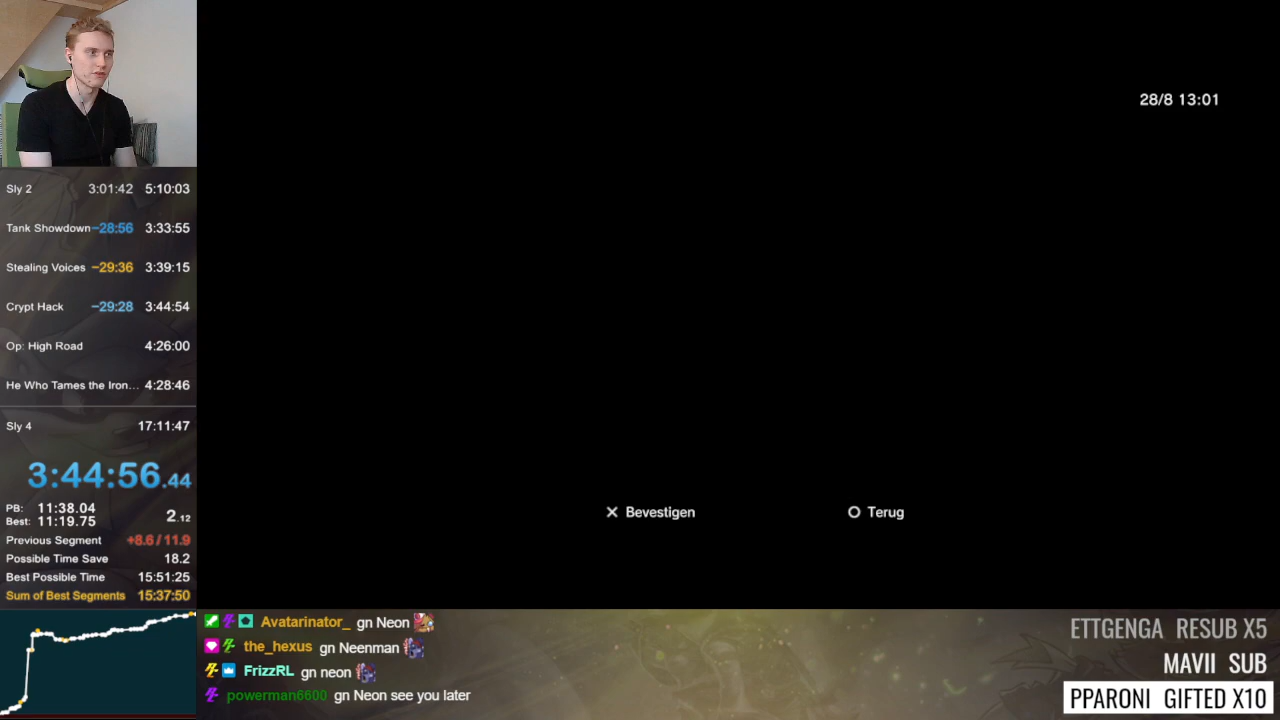 28/8 13:01
Sly 2 3:01:42 5:10:03
Tank Showdown -28:56 3:33:55
Stealing Voices -29:36 3:39:15
Crypt Hack -29:28 3:44:54
Op: High Road 4:26:00
He Who Tames the Iron... 4:28:46
Sly 4 17:11:47
3:44:56.44
PB: 11:38.04
Best: 11:19.75
2.12
Previous Segment +8.6 / 11.9
Possible Time Save 18.2
Best Possible Time 15:51:25
Sum of Best Segments 15:37:50
× Bevestigen O Terug
Avatarinator_ gn Neon
the_hexus gn Neenman
FrizzRL gn neon
powerman6600 gn Neon see you later
ETTGENGA RESUB X5
MAVII SUB
PPARONI GIFTED X10